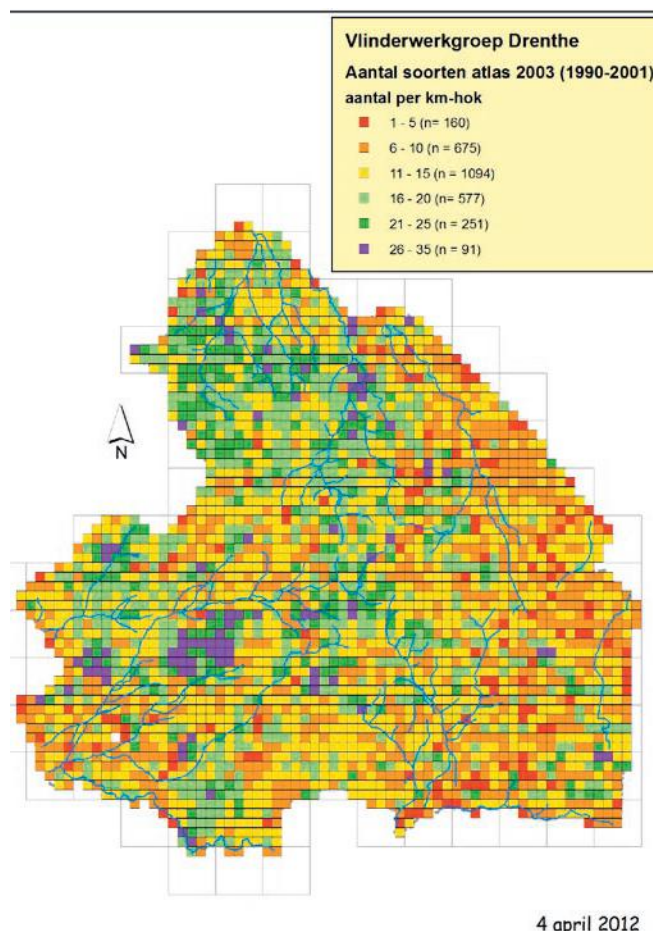 Vlinderwerkgroep Drenthe
Aantal soorten atlas 2003 (1990-2001)
aantal per km-hok
1 - 5 (n= 160)
6 - 10 (n = 675)
11 - 15 (n = 1094)
16 - 20 (n= 577)
21 - 25 (n = 251)
26 - 35 (n = 91)
N
4 april 2012